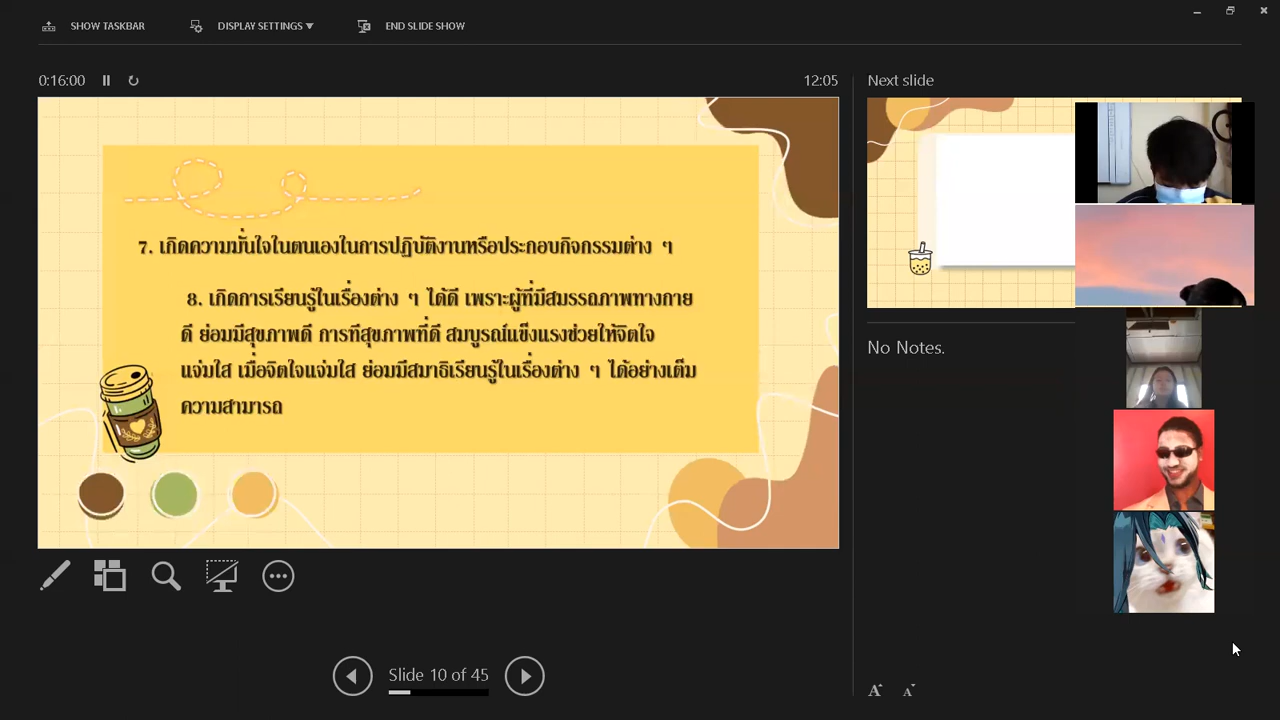 SHOW TASKBAR
DISPLAY SETTINGS ▼
END SLIDE SHOW
0:16:00
12:05
Next slide
7. เกิดความมั่นใจในตนเองในการปฏิบัติงานหรือประกอบกิจกรรมต่าง ๆ
8. เกิดการเรียนรู้ในเรื่องต่าง ๆ ได้ดี เพราะผู้ที่มีสมรรถภาพทางกาย
ดี ย่อมมีสุขภาพดี การทีสุขภาพที่ดี สมบูรณ์แข็งแรงช่วยให้จิตใจ
แจ่มใส เมื่อจิตใจแจ่มใส ย่อมมีสมาธิเรียนรู้ในเรื่องต่าง ๆ ได้อย่างเต็ม
ความสามารถ
No Notes.
Slide 10 of 45
A A